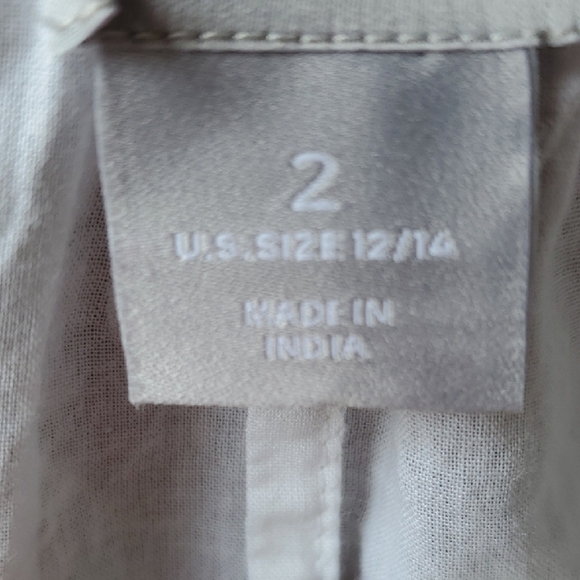 2
U.S. SIZE 12/14
MADE IN
INDIA